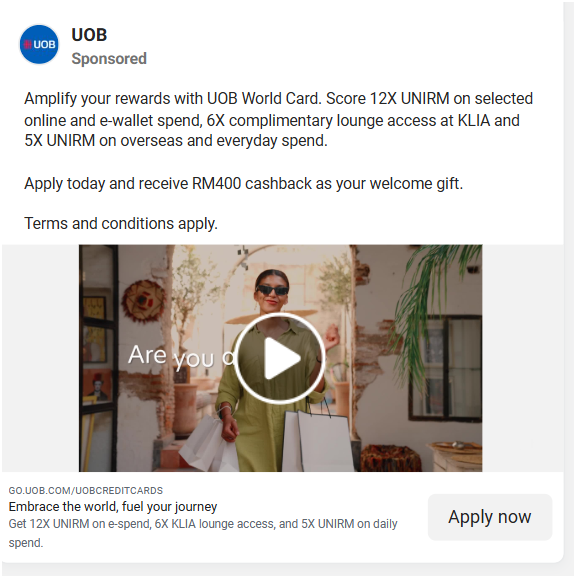 UOB
UOB
Sponsored
Amplify your rewards with UOB World Card. Score 12X UNIRM on selected
online and e-wallet spend, 6X complimentary lounge access at KLIA and
5X UNIRM on overseas and everyday spend.
Apply today and receive RM400 cashback as your welcome gift.
Terms and conditions apply.
Are you a
GO.UOB.COM/UOBCREDITCARDS
Embrace the world, fuel your journey
Get 12X UNIRM on e-spend, 6X KLIA lounge access, and 5X UNIRM on daily
spend.
Apply now